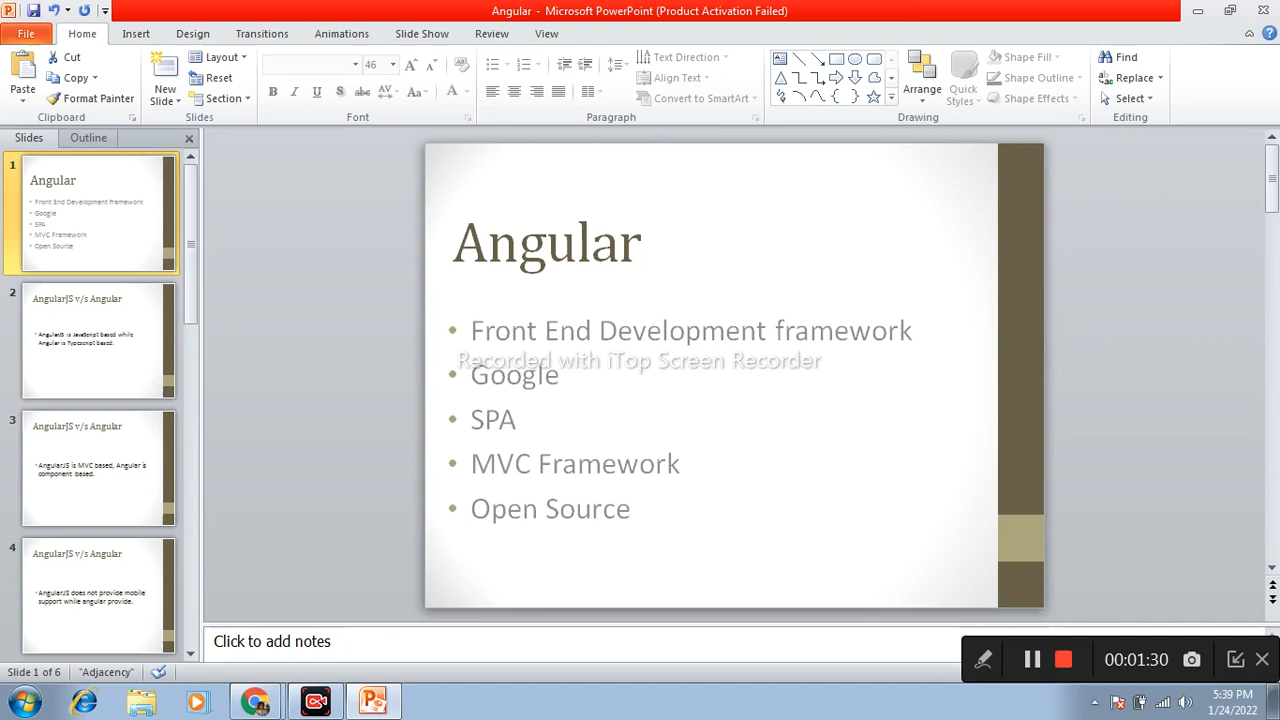 Angular - Microsoft PowerPoint (Product Activation Failed)
File Home Insert Design Transitions Animations Slide Show Review View
Paste
Cut
Copy
Format Painter
Clipboard
New Slide
Layout
Reset
Section
Slides
46
Font
Text Direction
Align Text
Convert to SmartArt
Paragraph
Arrange
Quick Styles
Shape Fill
Shape Outline
Shape Effects
Drawing
Find
Replace
Select
Editing
Slides Outline
1
Angular
• Front End Development framework
• Google
• SPA
• MVC Framework
• Open Source
2
AngularJS v/s Angular
• AngularJS is JavaScript based while
Angular is Typescript based.
3
AngularJS v/s Angular
• AngularJS is MVC based, Angular is
component based.
4
AngularJS v/s Angular
• AngularJS does not provide mobile
support while angular provide.
Angular
• Front End Development framework
Recorded with iTop Screen Recorder
• Google
• SPA
• MVC Framework
• Open Source
Click to add notes
00:01:30
Slide 1 of 6 "Adjacency"
5:39 PM
1/24/2022